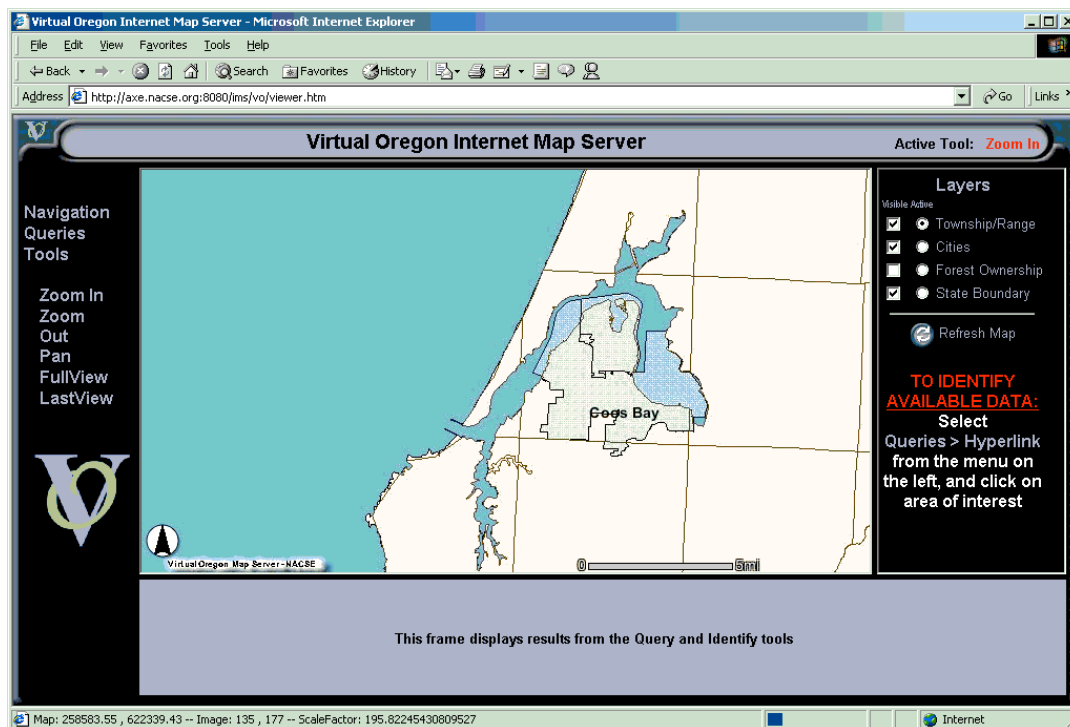 Virtual Oregon Internet Map Server - Microsoft Internet Explorer
File Edit View Favorites Tools Help
Back Search Favorites History
Address http://axe.nacse.org:8080/ims/vo/viewer.htm Go Links »
Virtual Oregon Internet Map Server
Active Tool: Zoom In
Navigation
Queries
Tools
Zoom In
Zoom
Out
Pan
FullView
LastView
Coos Bay
Virtual Oregon Map Server-NACSE
0 5mi
Layers
Visible Active
Township/Range
Cities
Forest Ownership
State Boundary
Refresh Map
TO IDENTIFY
AVAILABLE DATA:
Select
Queries > Hyperlink
from the menu on
the left, and click on
area of interest
This frame displays results from the Query and Identify tools
Map: 258583.55 , 622339.43 -- Image: 135 , 177 -- ScaleFactor: 195.82245430809527
Internet